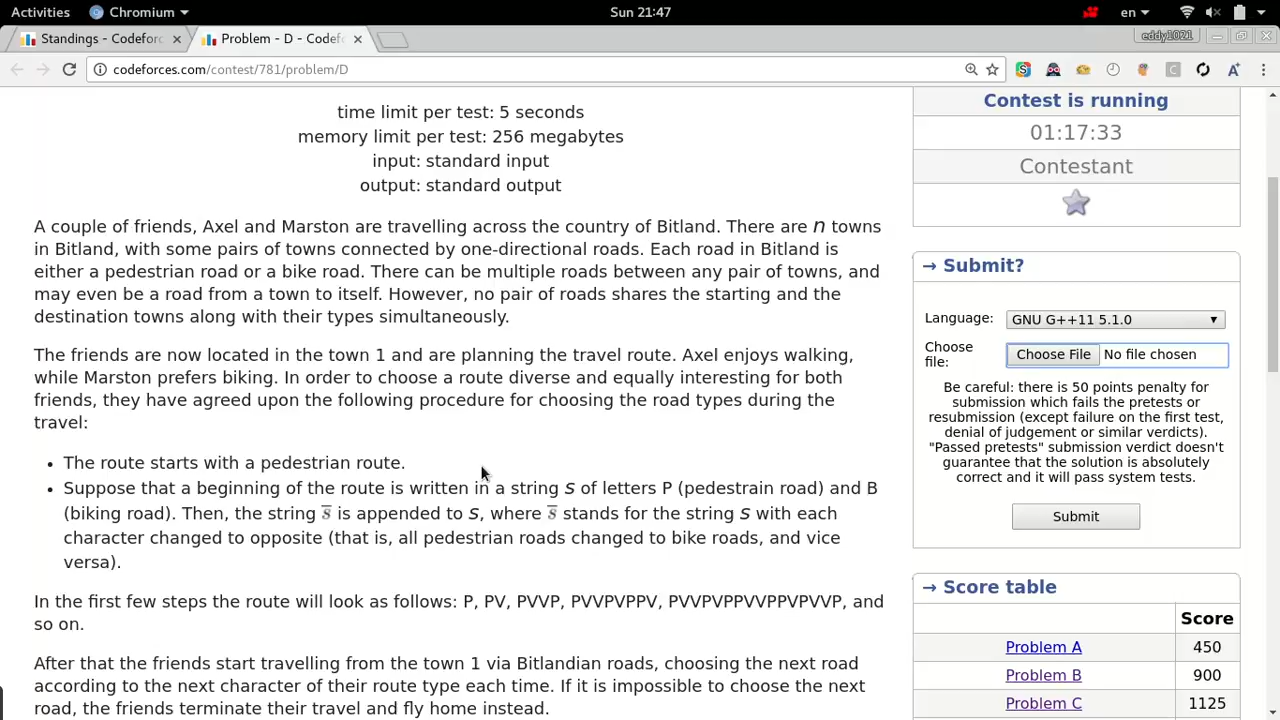 Activities Chromium Sun 21:47 en
Standings - Codeforc Problem - D - Codef eddy1021
codeforces.com/contest/781/problem/D
time limit per test: 5 seconds
memory limit per test: 256 megabytes
input: standard input
output: standard output
A couple of friends, Axel and Marston are travelling across the country of Bitland. There are n towns
in Bitland, with some pairs of towns connected by one-directional roads. Each road in Bitland is
either a pedestrian road or a bike road. There can be multiple roads between any pair of towns, and
may even be a road from a town to itself. However, no pair of roads shares the starting and the
destination towns along with their types simultaneously.
The friends are now located in the town 1 and are planning the travel route. Axel enjoys walking,
while Marston prefers biking. In order to choose a route diverse and equally interesting for both
friends, they have agreed upon the following procedure for choosing the road types during the
travel:
• The route starts with a pedestrian route.
• Suppose that a beginning of the route is written in a string s of letters P (pedestrain road) and B
(biking road). Then, the string s̅ is appended to s, where s̅ stands for the string s with each
character changed to opposite (that is, all pedestrian roads changed to bike roads, and vice
versa).
In the first few steps the route will look as follows: P, PV, PVVP, PVVPVPPV, PVVPVPPVVPPVPVVP, and
so on.
After that the friends start travelling from the town 1 via Bitlandian roads, choosing the next road
according to the next character of their route type each time. If it is impossible to choose the next
road, the friends terminate their travel and fly home instead.
Contest is running
01:17:33
Contestant
→ Submit?
Language: GNU G++11 5.1.0
Choose
file: Choose File No file chosen
Be careful: there is 50 points penalty for
submission which fails the pretests or
resubmission (except failure on the first test,
denial of judgement or similar verdicts).
"Passed pretests" submission verdict doesn't
guarantee that the solution is absolutely
correct and it will pass system tests.
Submit
→ Score table
Score
Problem A 450
Problem B 900
Problem C 1125